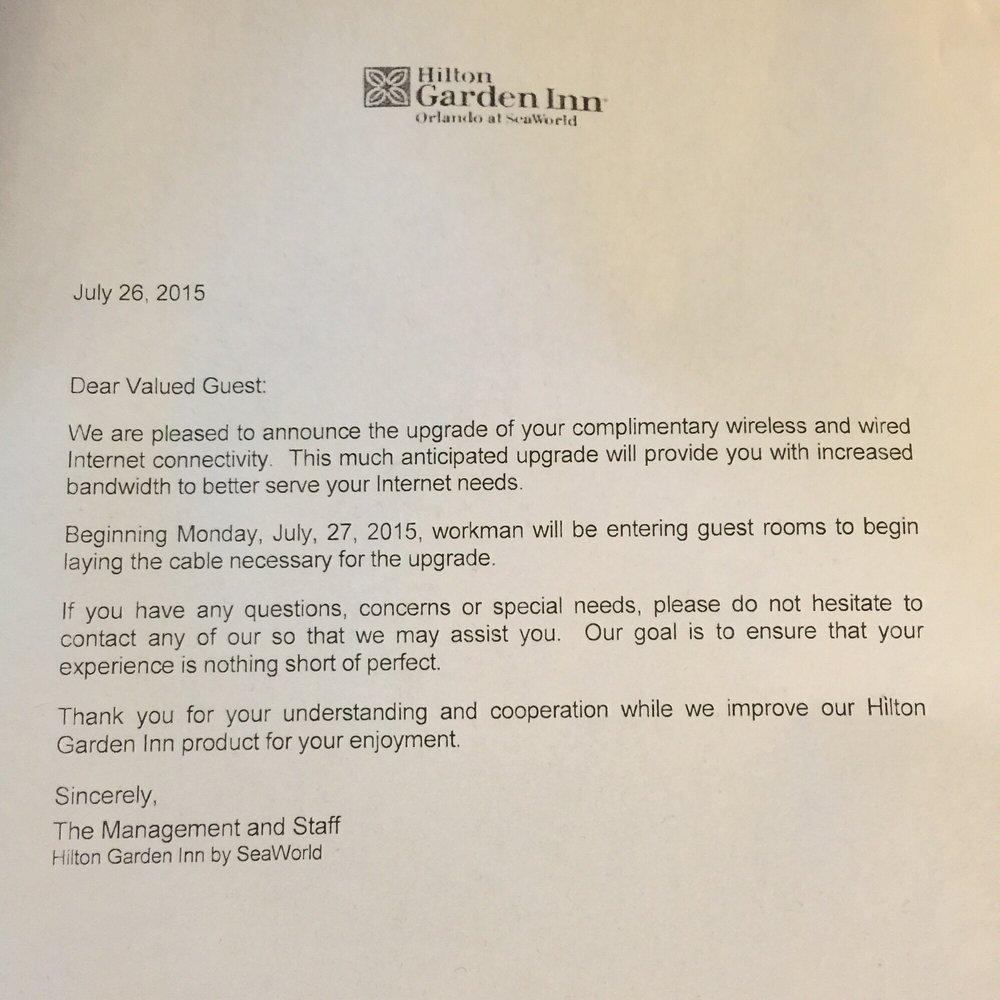 Hilton
Garden Inn
Orlando at SeaWorld
July 26, 2015
Dear Valued Guest:
We are pleased to announce the upgrade of your complimentary wireless and wired
Internet connectivity. This much anticipated upgrade will provide you with increased
bandwidth to better serve your Internet needs.
Beginning Monday, July, 27, 2015, workman will be entering guest rooms to begin
laying the cable necessary for the upgrade.
If you have any questions, concerns or special needs, please do not hesitate to
contact any of our so that we may assist you. Our goal is to ensure that your
experience is nothing short of perfect.
Thank you for your understanding and cooperation while we improve our Hilton
Garden Inn product for your enjoyment.
Sincerely,
The Management and Staff
Hilton Garden Inn by SeaWorld